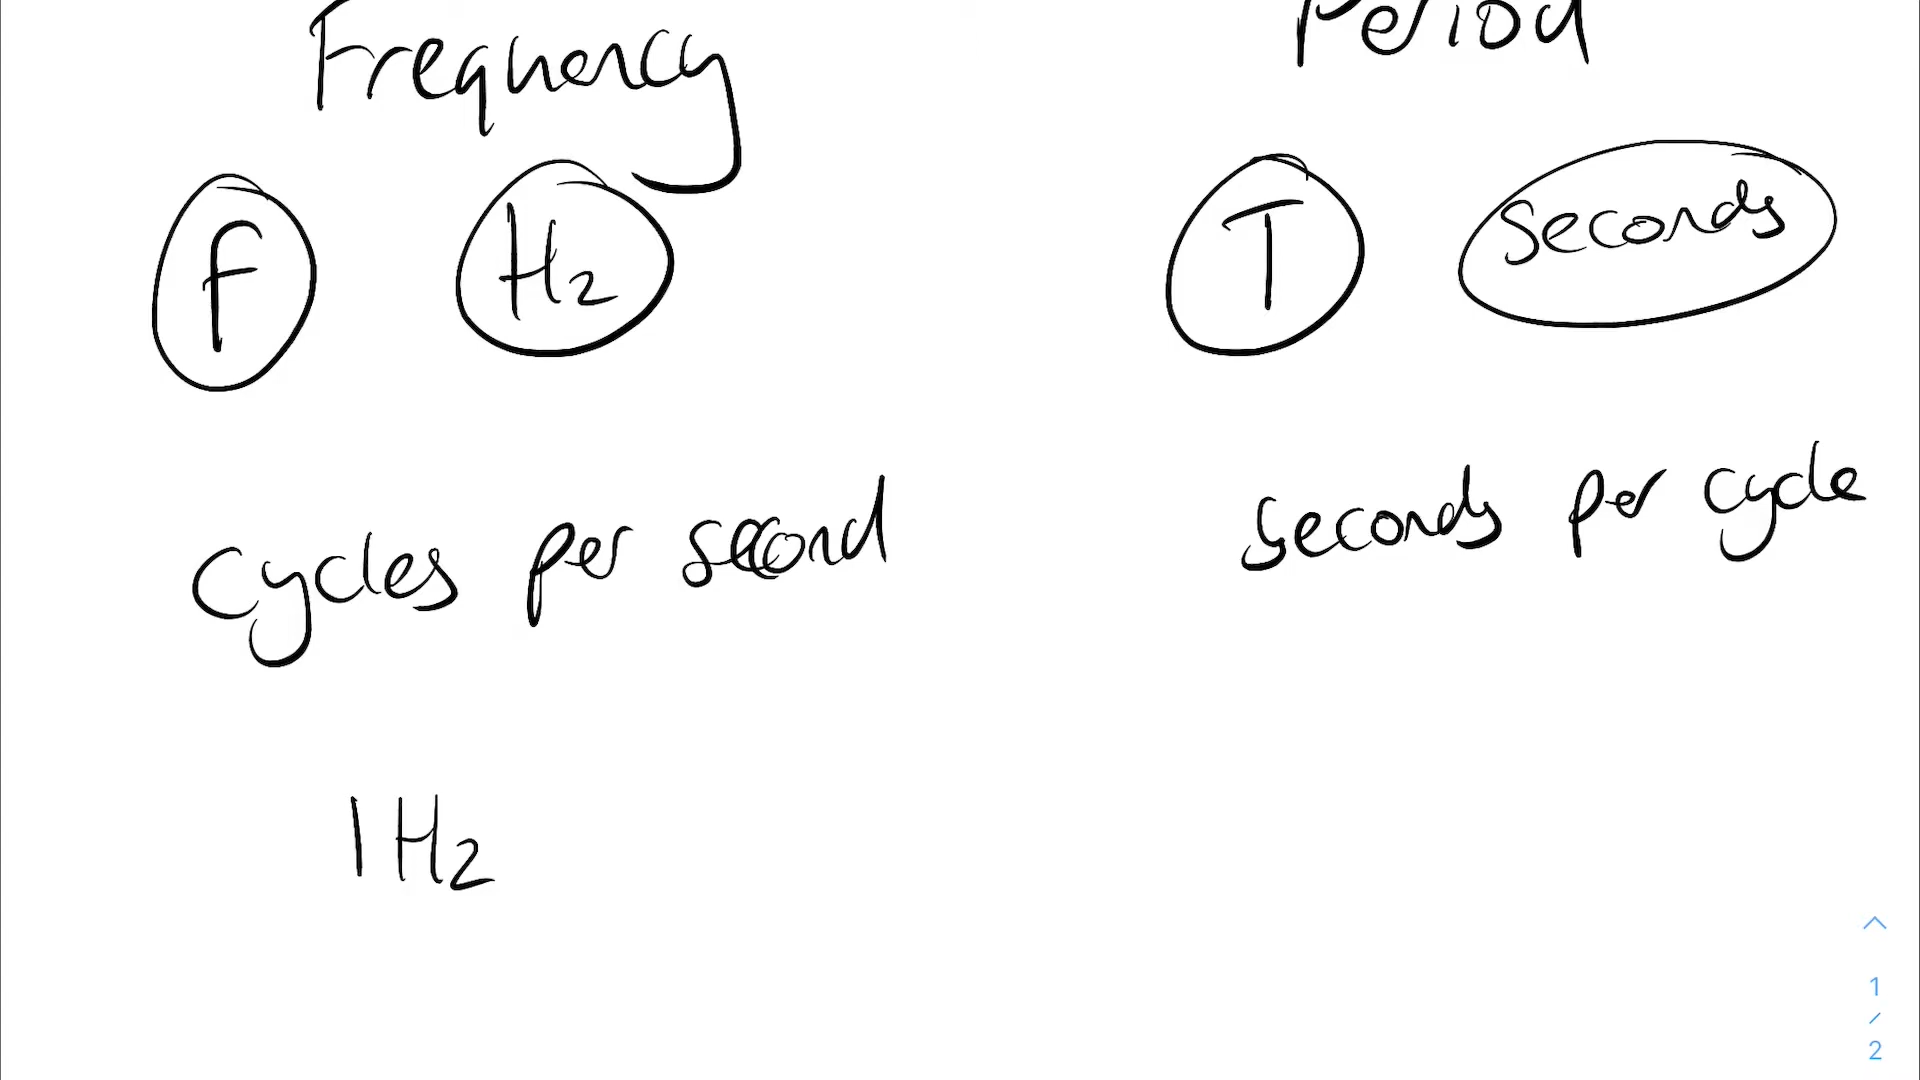 Frequency
Period
f
Hz
T
Seconds
cycles per second
Seconds per cycle
1 Hz
1
/
2